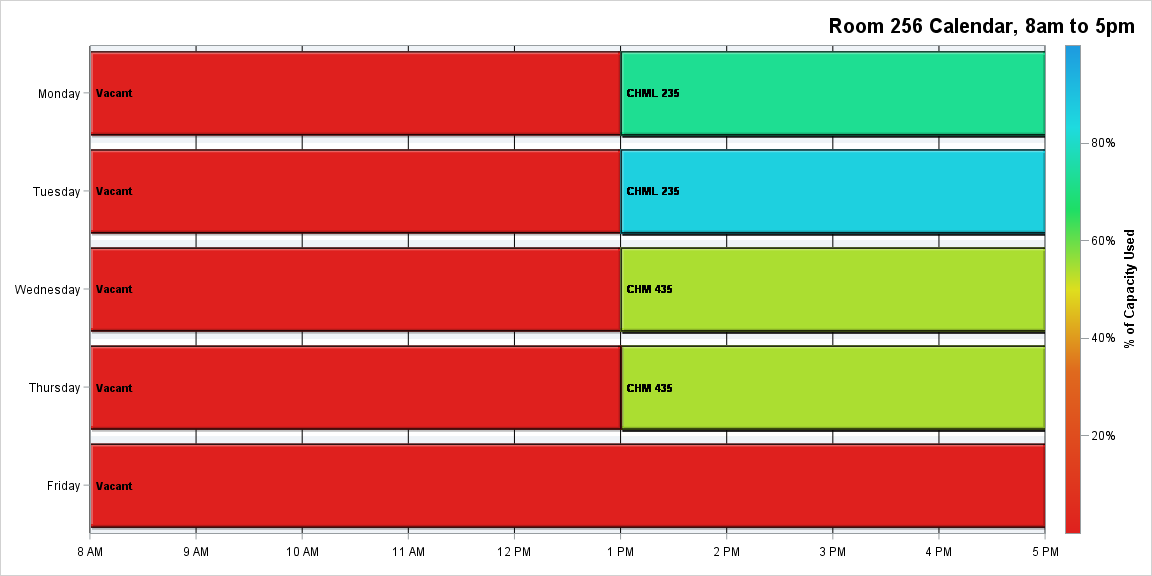 Room 256 Calendar, 8am to 5pm
Monday
Vacant
CHML 235
Tuesday
Vacant
CHML 235
Wednesday
Vacant
CHM 435
Thursday
Vacant
CHM 435
Friday
Vacant
8 AM
9 AM
10 AM
11 AM
12 PM
1 PM
2 PM
3 PM
4 PM
5 PM
80%
60%
40%
20%
% of Capacity Used